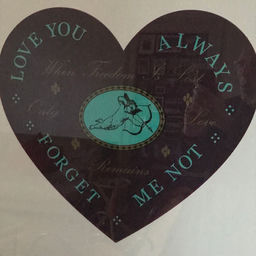 LOVE YOU
ALWAYS
When Freedom Is Lost
Only
Love
Remains
FORGET
ME NOT